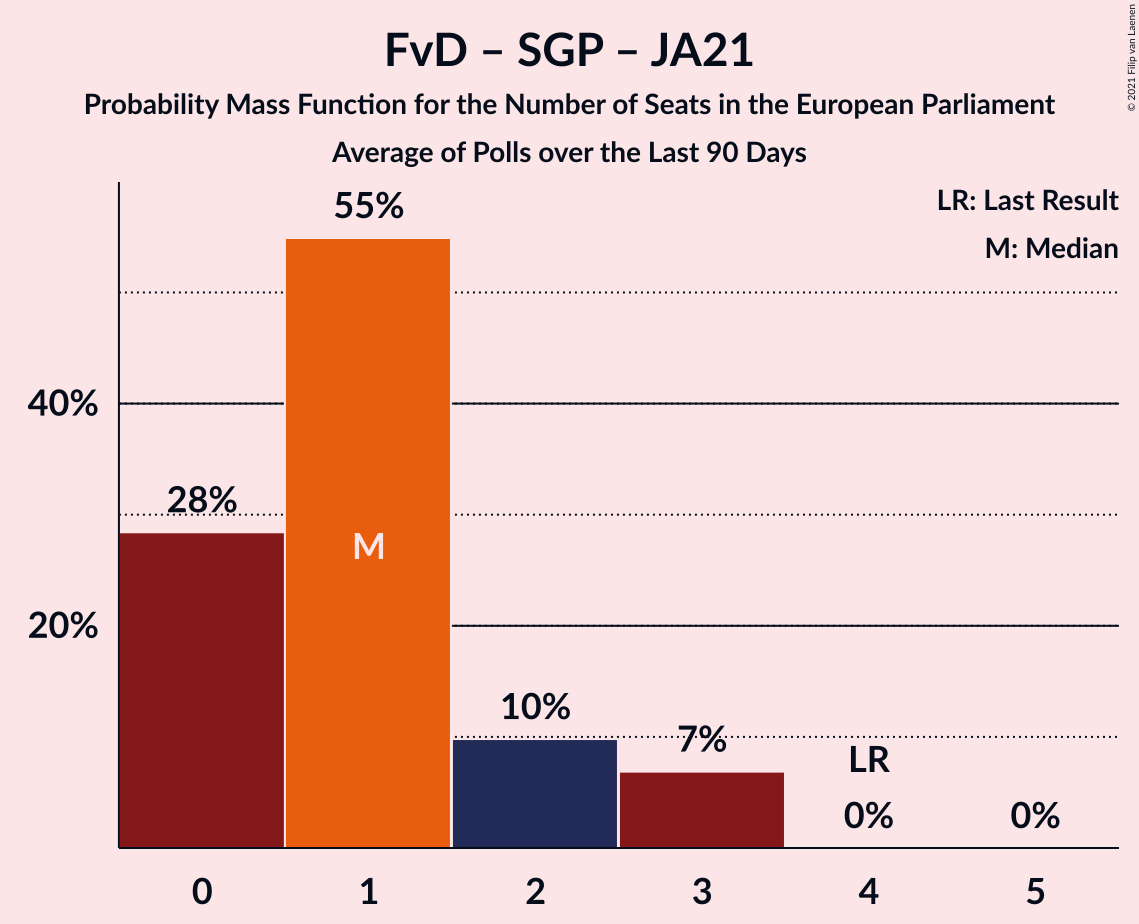 FvD – SGP – JA21
Probability Mass Function for the Number of Seats in the European Parliament
Average of Polls over the Last 90 Days
© 2021 Filip van Laenen
LR: Last Result
M: Median
55%
40%
28%
M
20%
10%
7%
LR
0%
0%
0
1
2
3
4
5